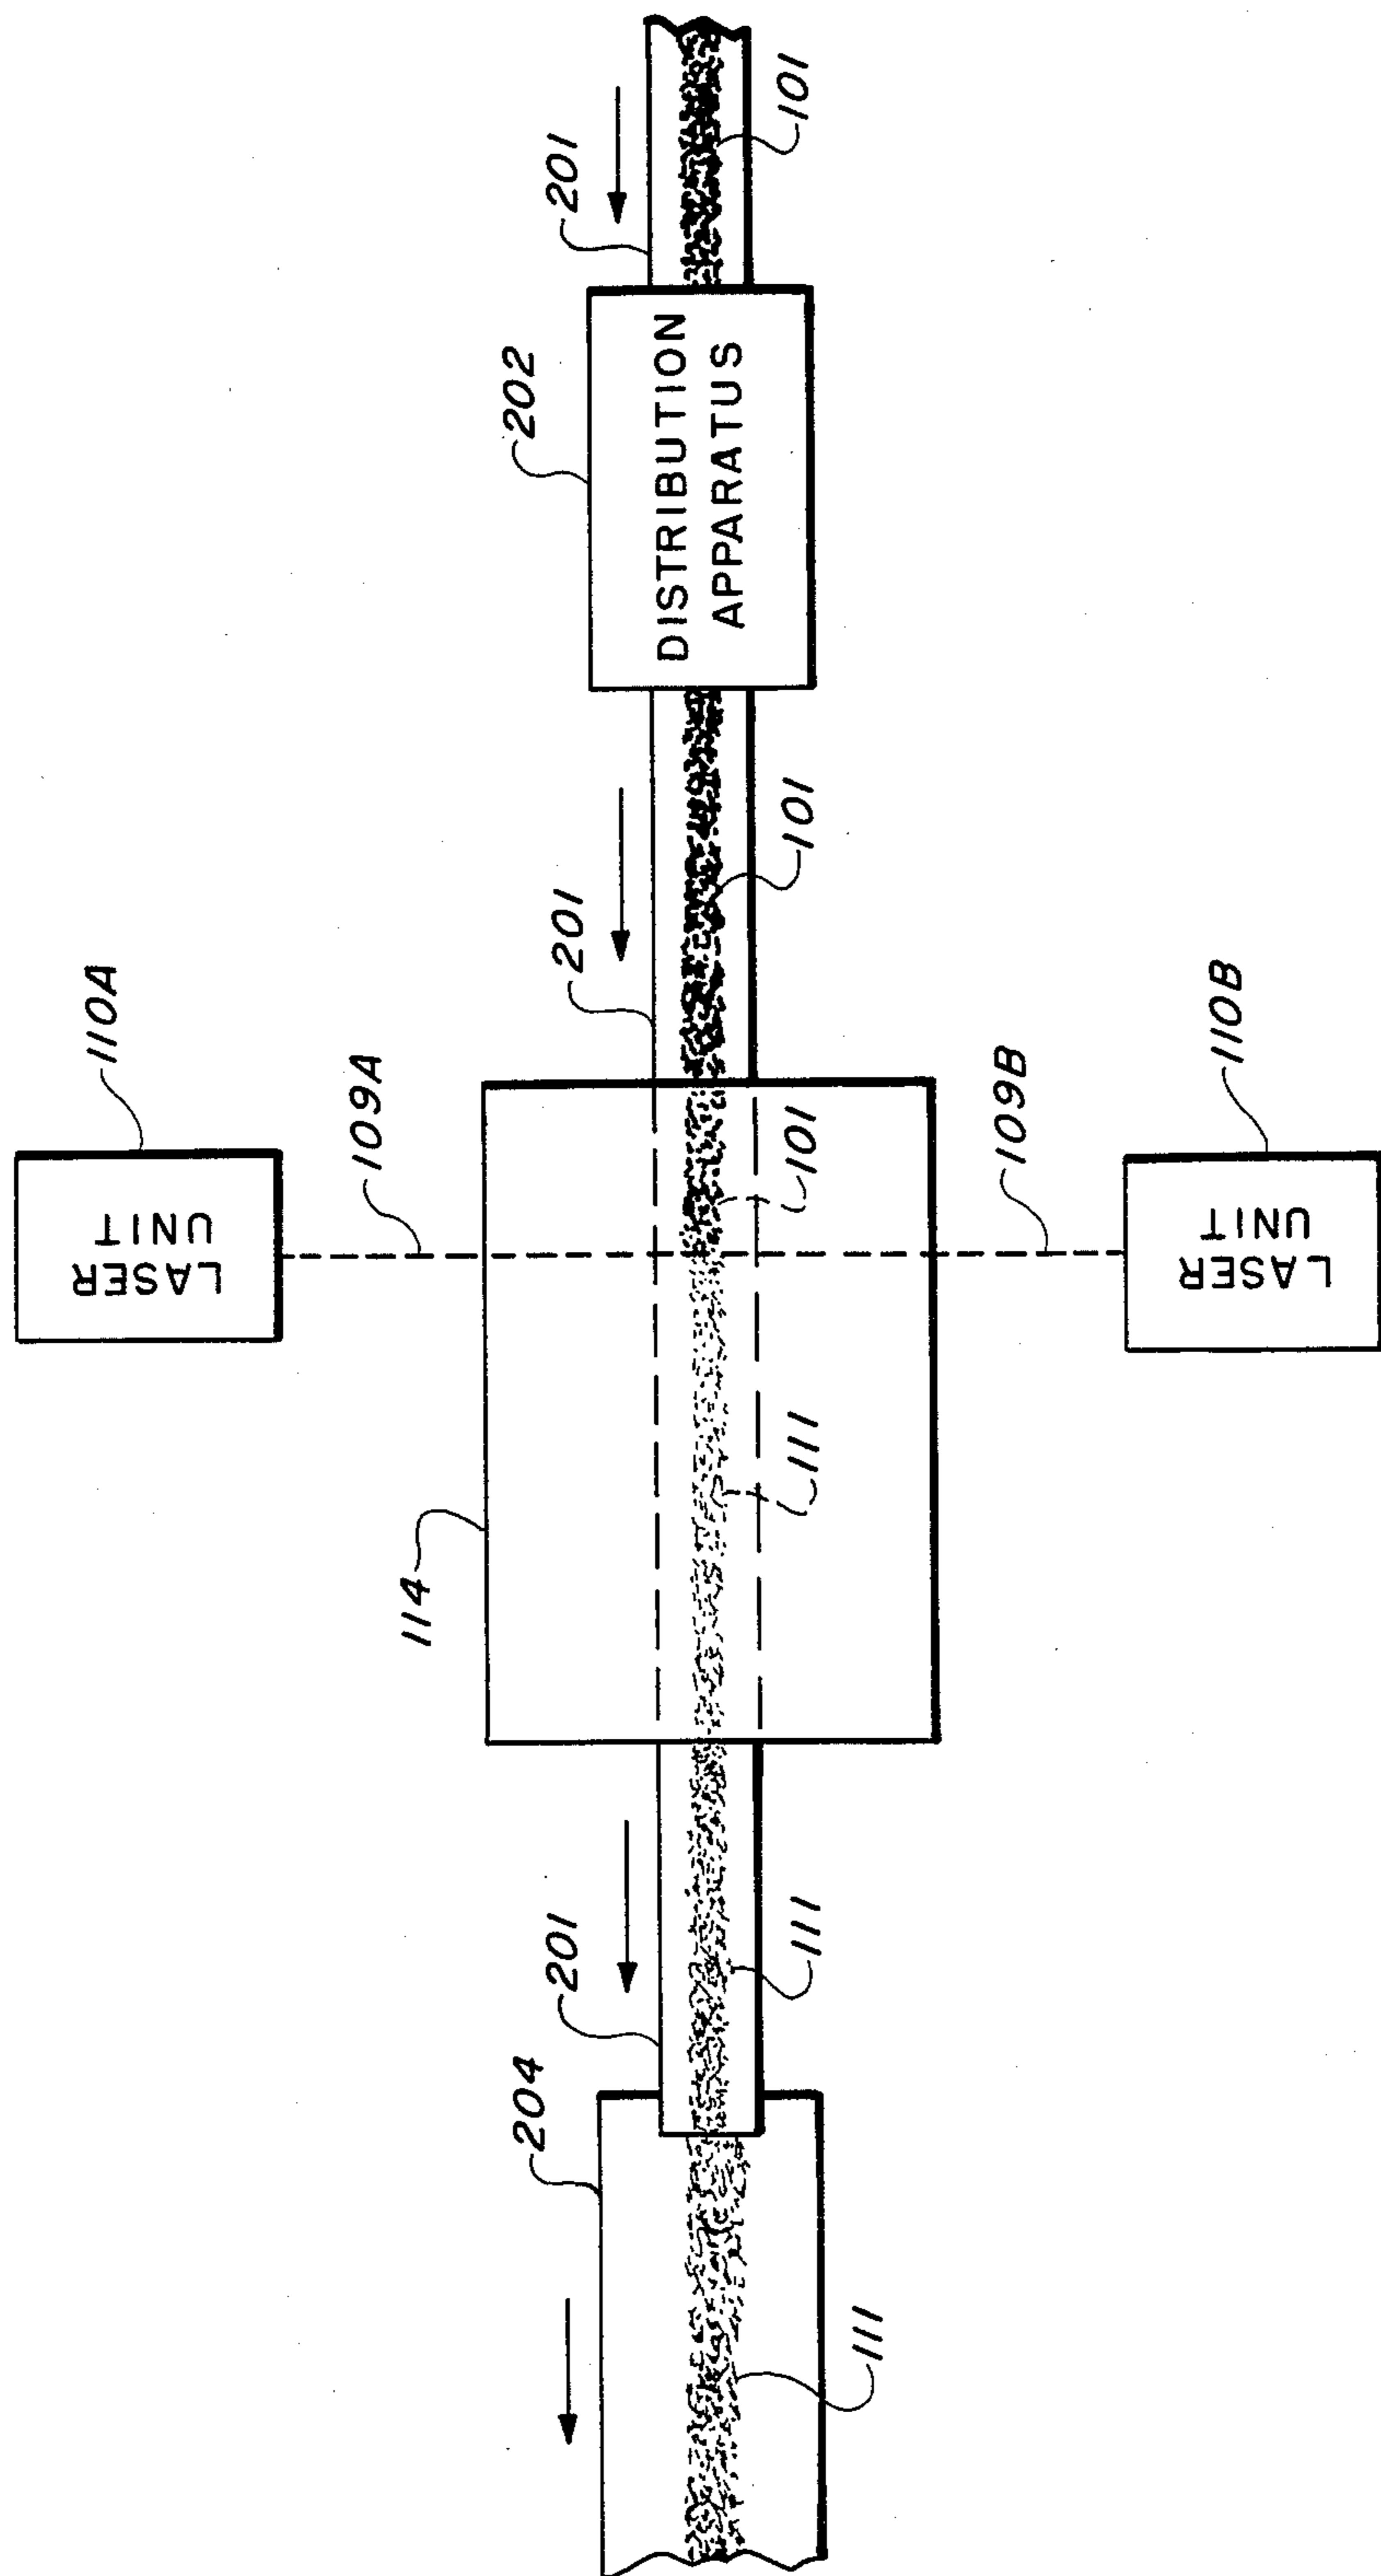 110A
LASER
UNIT
109A
204
201
114
201
202
201
DISTRIBUTION
APPARATUS
111
111
111
101
101
101
109B
LASER
UNIT
110B